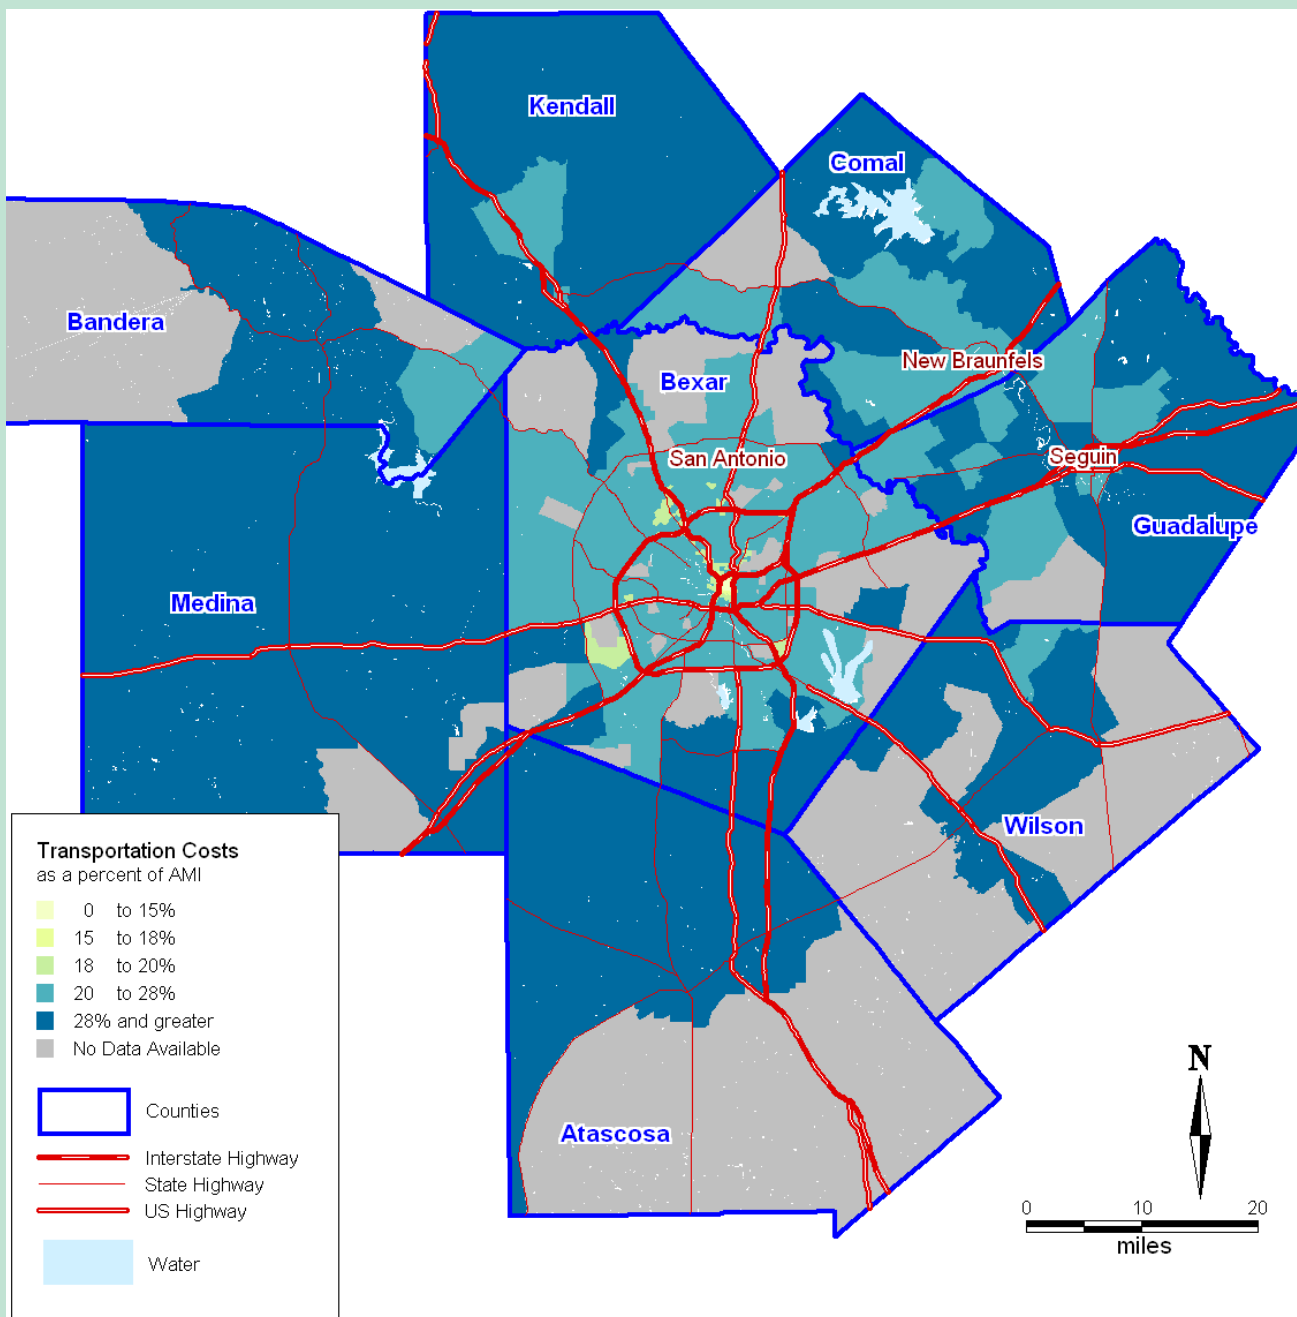 Kendall
Comal
Bandera
New Braunfels
Bexar
San Antonio
Seguin
Guadalupe
Medina
Wilson
Atascosa
Transportation Costs
as a percent of AMI
0 to 15%
15 to 18%
18 to 20%
20 to 28%
28% and greater
No Data Available
Counties
Interstate Highway
State Highway
US Highway
Water
N
0 10 20
miles